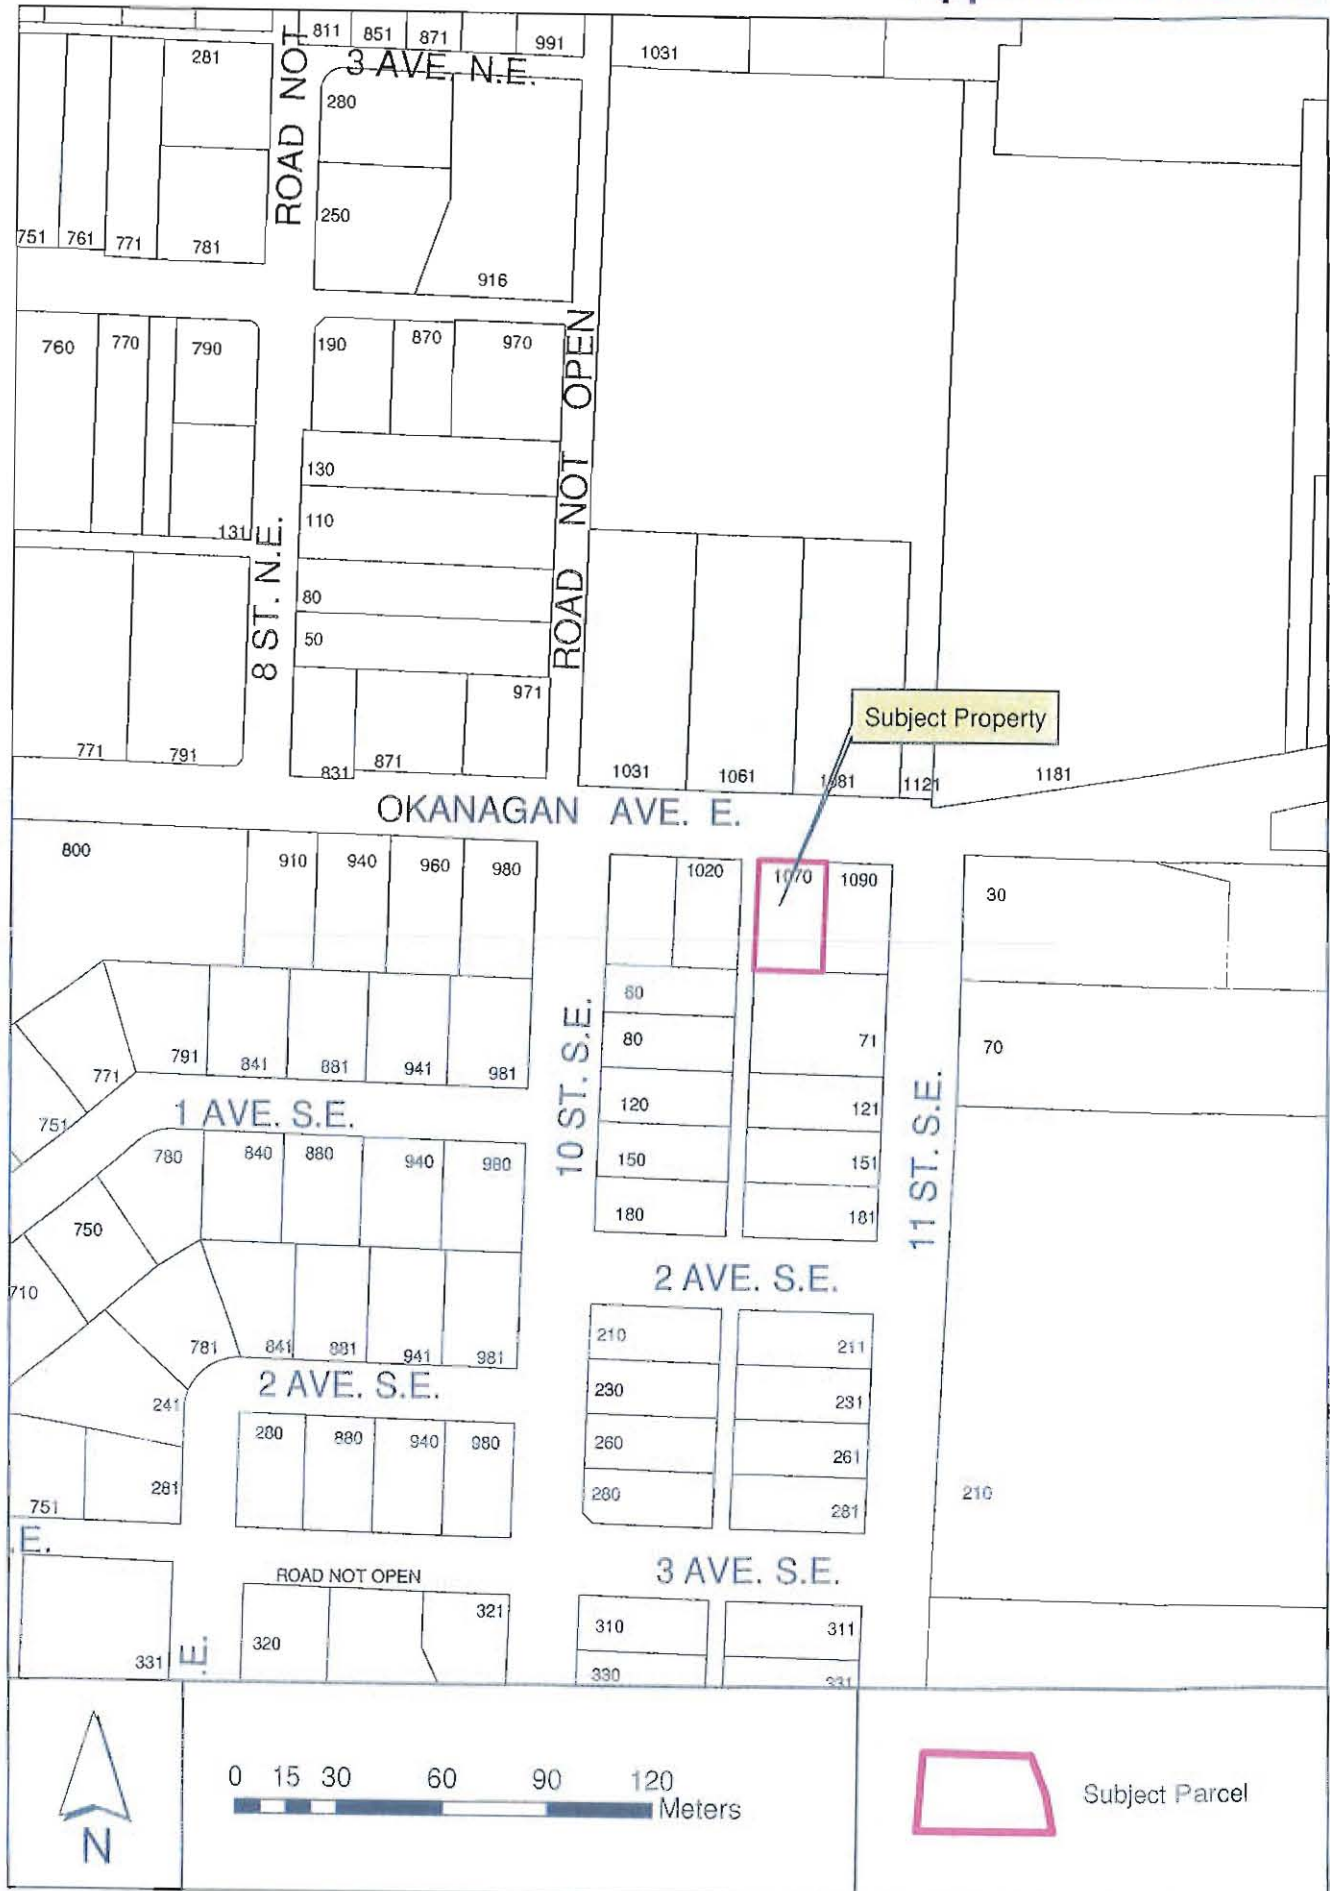 811 851 871 991 1031
281 3 AVE. N.E.
280
ROAD NOT
250
751 761 771 781 916
760 770 790 190 870 970
130
110
131
80
50
8 ST. N.E.
ROAD NOT OPEN
ROAD NOT OPEN
971
Subject Property
771 791 831 871 1031 1061 1081 1121 1181
OKANAGAN AVE. E.
800 910 940 960 980 1020 1070 1090 30
60
80 71 70
791 841 881 941 981
771
751
1 AVE. S.E.
120 121
10 ST. S.E.
11 ST. S.E.
780 840 880 940 980 150 151
180 181
750
710
2 AVE. S.E.
781 841 881 941 981 210 211
2 AVE. S.E.
241 230 231
280 880 940 980 260 261
751 281 280 281 210
.E.
ROAD NOT OPEN 3 AVE. S.E.
320 321 310 311
331 .E. 330 331
0 15 30 60 90 120
Meters
N
Subject Parcel